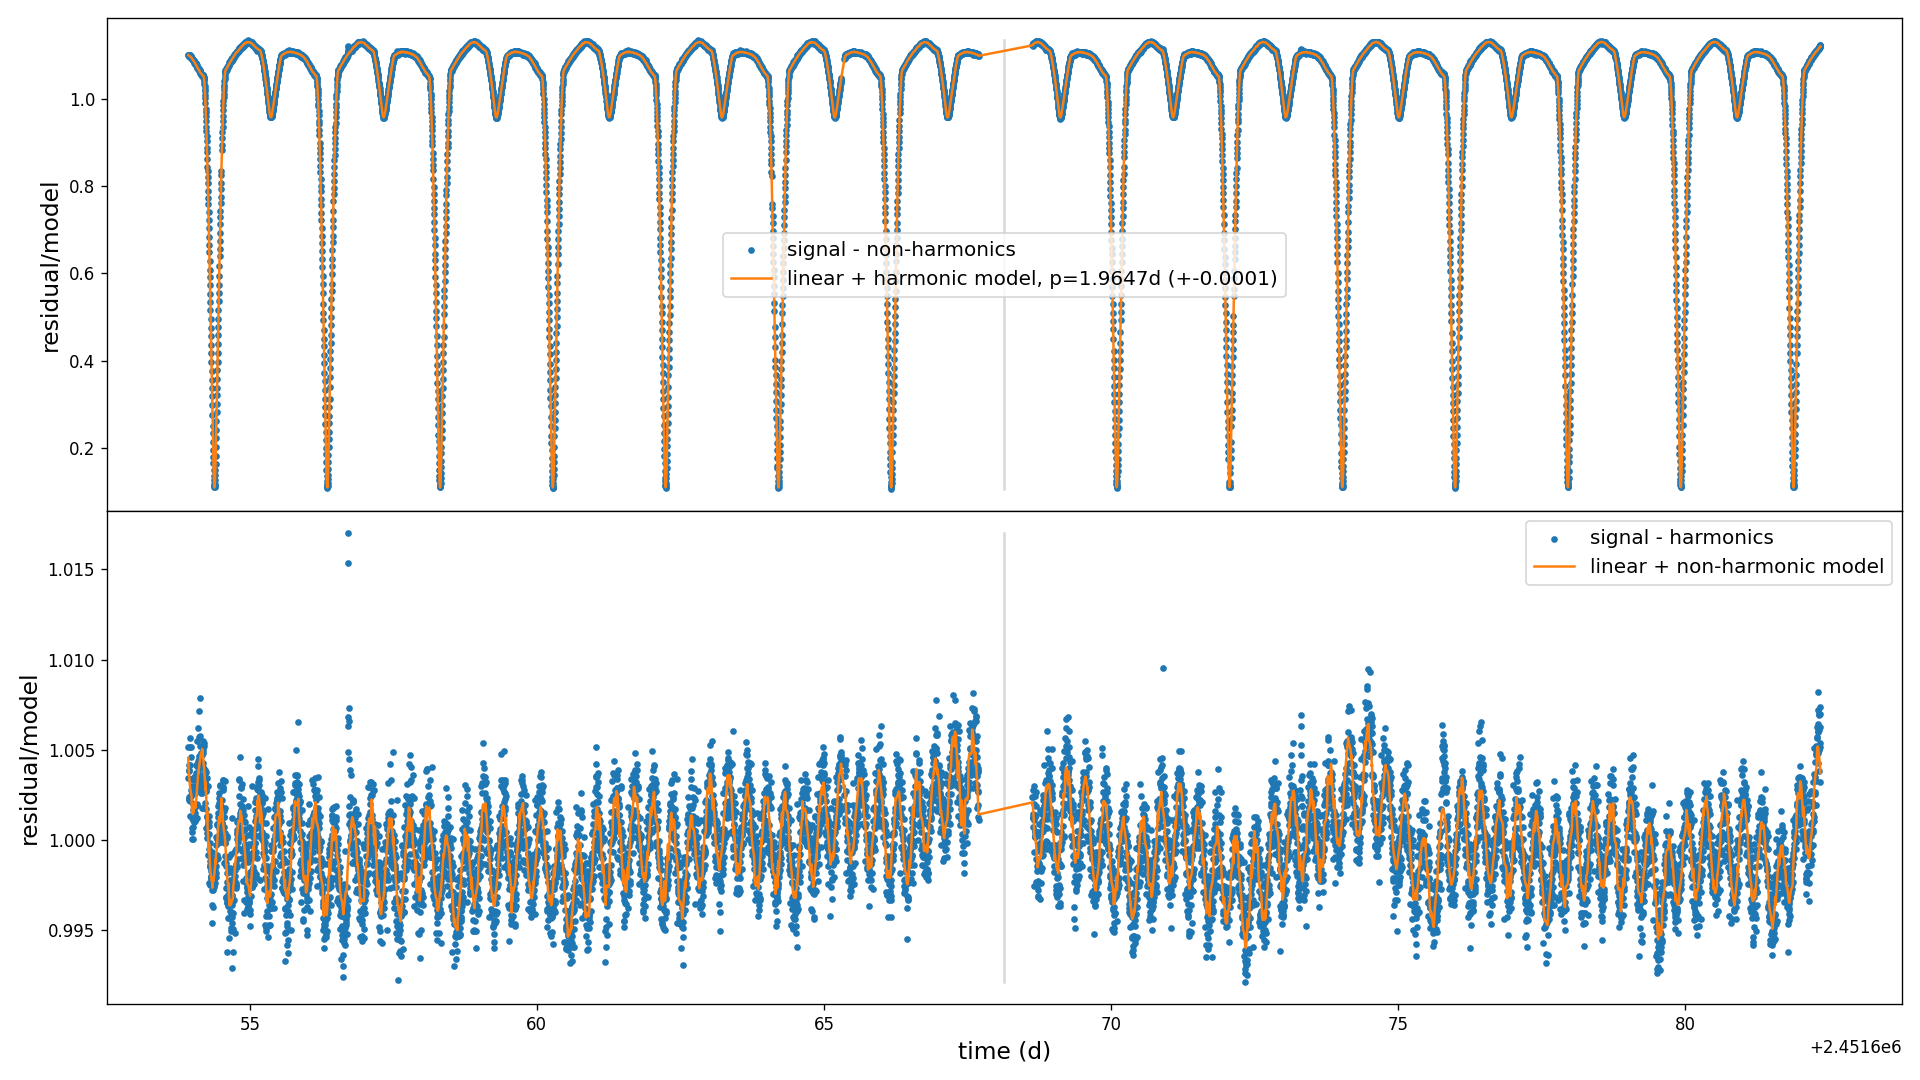 residual/model
1.0
0.8
0.6
0.4
0.2
signal - non-harmonics
linear + harmonic model, p=1.9647d (+-0.0001)
residual/model
1.015
1.010
1.005
1.000
0.995
signal - harmonics
linear + non-harmonic model
55
60
65
70
75
80
time (d)
+2.4516e6